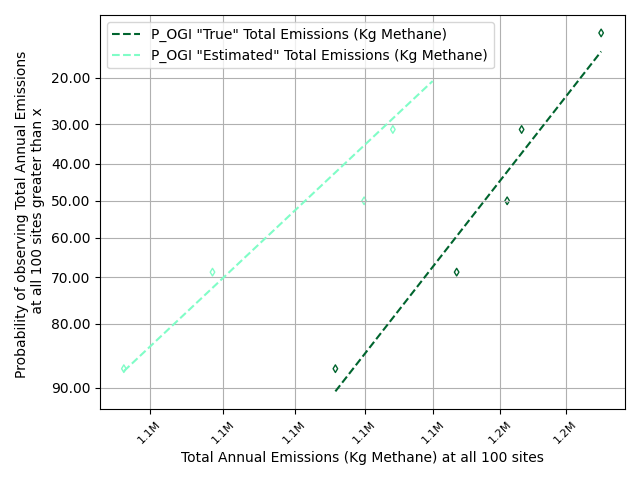 P_OGI "True" Total Emissions (Kg Methane)
P_OGI "Estimated" Total Emissions (Kg Methane)
Probability of observing Total Annual Emissions
at all 100 sites greater than x
20.00
30.00
40.00
50.00
60.00
70.00
80.00
90.00
1.1M
1.1M
1.1M
1.1M
1.1M
1.2M
1.2M
Total Annual Emissions (Kg Methane) at all 100 sites